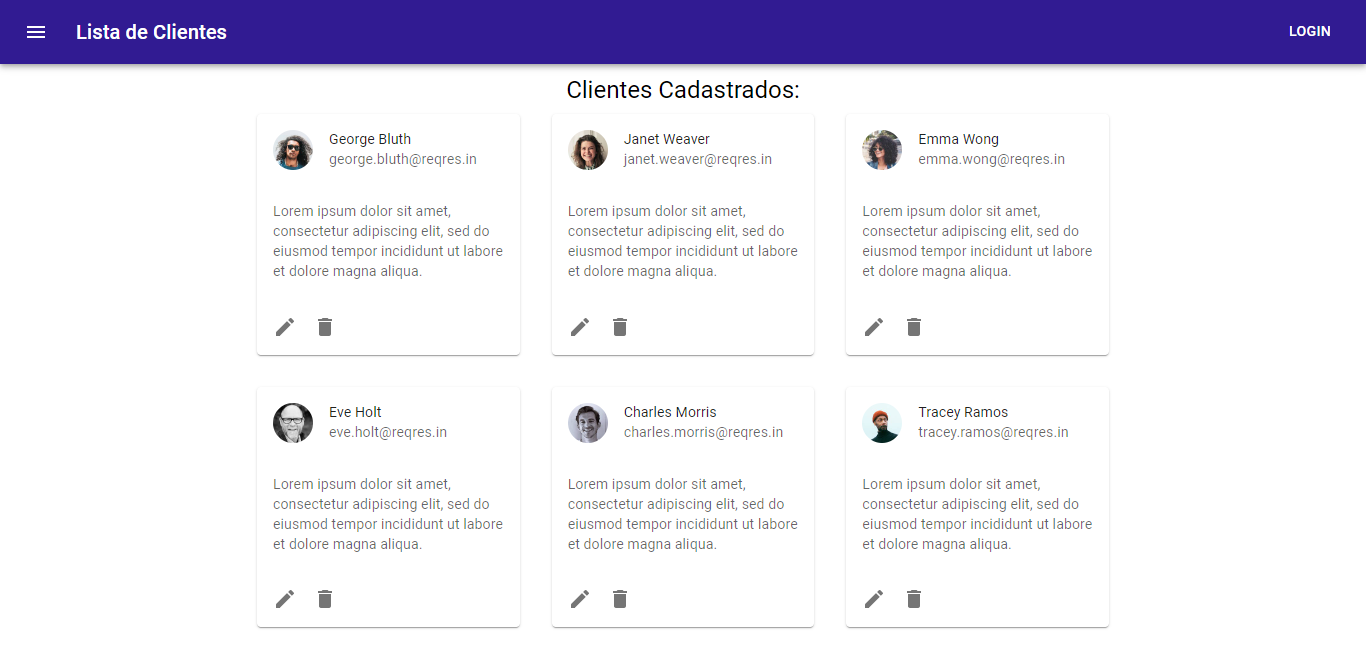 Lista de Clientes
LOGIN
Clientes Cadastrados:
George Bluth
george.bluth@reqres.in
Lorem ipsum dolor sit amet,
consectetur adipiscing elit, sed do
eiusmod tempor incididunt ut labore
et dolore magna aliqua.
Janet Weaver
janet.weaver@reqres.in
Lorem ipsum dolor sit amet,
consectetur adipiscing elit, sed do
eiusmod tempor incididunt ut labore
et dolore magna aliqua.
Emma Wong
emma.wong@reqres.in
Lorem ipsum dolor sit amet,
consectetur adipiscing elit, sed do
eiusmod tempor incididunt ut labore
et dolore magna aliqua.
Eve Holt
eve.holt@reqres.in
Lorem ipsum dolor sit amet,
consectetur adipiscing elit, sed do
eiusmod tempor incididunt ut labore
et dolore magna aliqua.
Charles Morris
charles.morris@reqres.in
Lorem ipsum dolor sit amet,
consectetur adipiscing elit, sed do
eiusmod tempor incididunt ut labore
et dolore magna aliqua.
Tracey Ramos
tracey.ramos@reqres.in
Lorem ipsum dolor sit amet,
consectetur adipiscing elit, sed do
eiusmod tempor incididunt ut labore
et dolore magna aliqua.